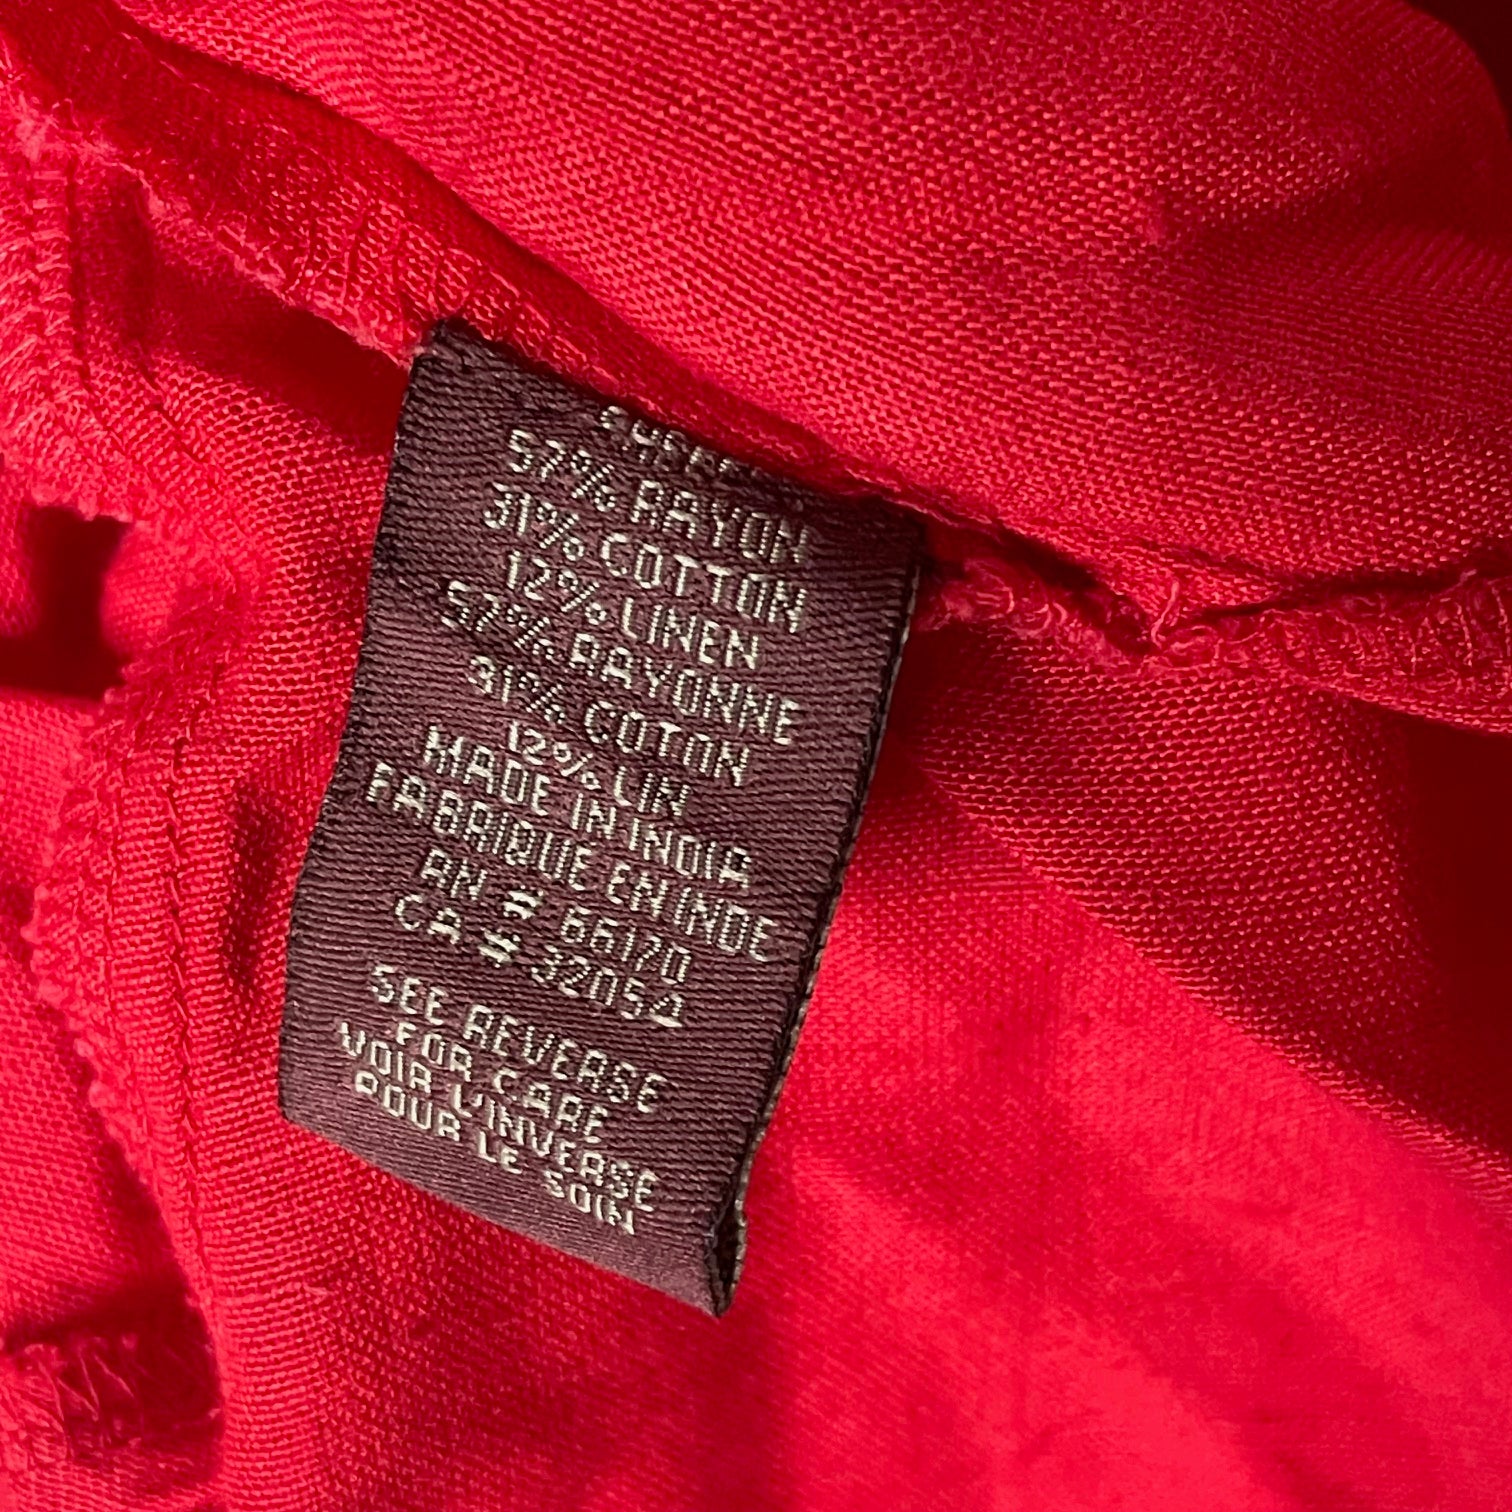 57% RAYON
31% COTTON
12% LINEN
57% RAYONNE
31% COTON
12% LIN
MADE IN INDIA
FABRIQUE EN INDE
RN # 66170
CA # 32054
SEE REVERSE
FOR CARE
VOIR L'INVERSE
POUR LE SOIN